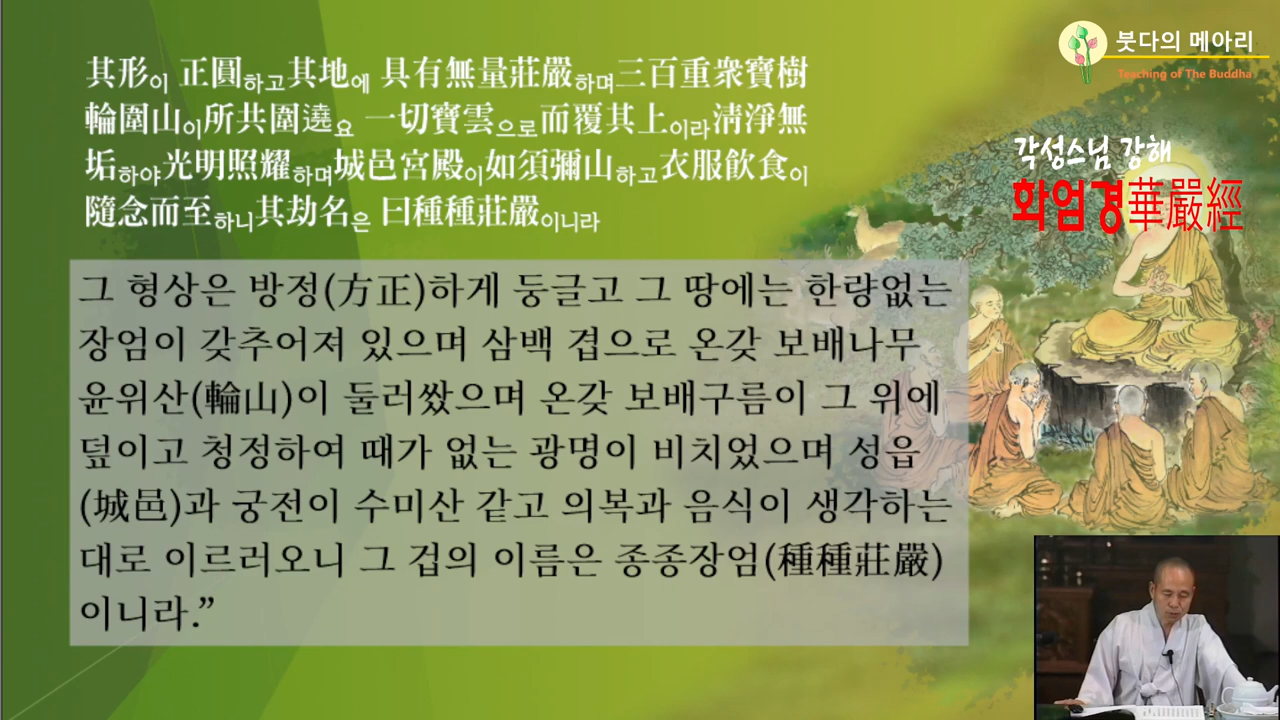 其形이 正圓하고其地에 具有無量莊嚴하며三百重衆寶樹
輪圍山이所共圍遶요 一切寶雲으로而覆其上이라淸淨無
垢하야光明照耀하며城邑宮殿이如須彌山하고衣服飮食이
隨念而至하니其劫名은 曰種種莊嚴이니라
그 형상은 방정(方正)하게 둥글고 그 땅에는 한량없는
장엄이 갖추어져 있으며 삼백 겹으로 온갖 보배나무
윤위산(輪山)이 둘러쌌으며 온갖 보배구름이 그 위에
덮이고 청정하여 때가 없는 광명이 비치었으며 성읍
(城邑)과 궁전이 수미산 같고 의복과 음식이 생각하는
대로 이르러오니 그 겁의 이름은 종종장엄(種種莊嚴)
이니라.”
붓다의 메아리
Teaching of The Buddha
각성스님 강해
화엄경華嚴經